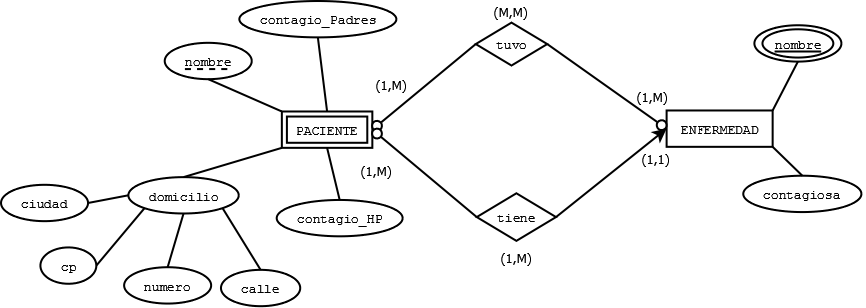 (M,M)
contagio_Padres
tuvo
nombre
nombre
(1,M)
(1,M)
PACIENTE
ENFERMEDAD
(1,M)
(1,1)
domicilio
contagiosa
ciudad
contagio_HP
tiene
(1,M)
cp
numero
calle